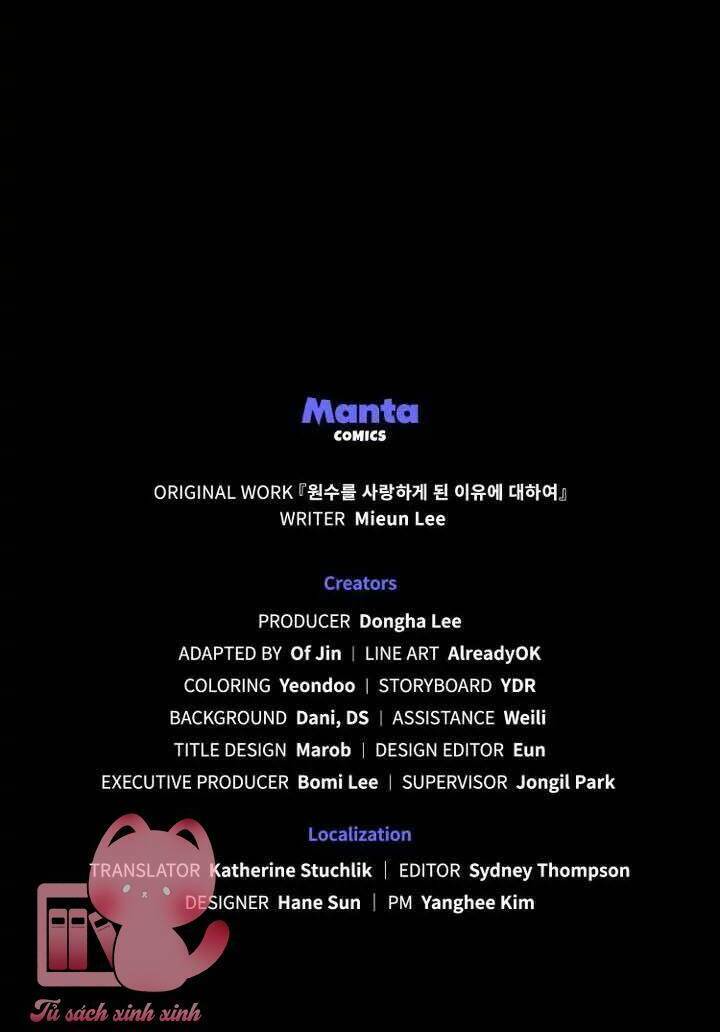 Manta
COMICS
ORIGINAL WORK『원수를 사랑하게 된 이유에 대하여』
WRITER Mieun Lee
Creators
PRODUCER Dongha Lee
ADAPTED BY Of Jin | LINE ART AlreadyOK
COLORING Yeondoo | STORYBOARD YDR
BACKGROUND Dani, DS | ASSISTANCE Weili
TITLE DESIGN Marob | DESIGN EDITOR Eun
EXECUTIVE PRODUCER Bomi Lee | SUPERVISOR Jongil Park
Localization
TRANSLATOR Katherine Stuchlik | EDITOR Sydney Thompson
DESIGNER Hane Sun | PM Yanghee Kim
Tủ sách xinh xinh